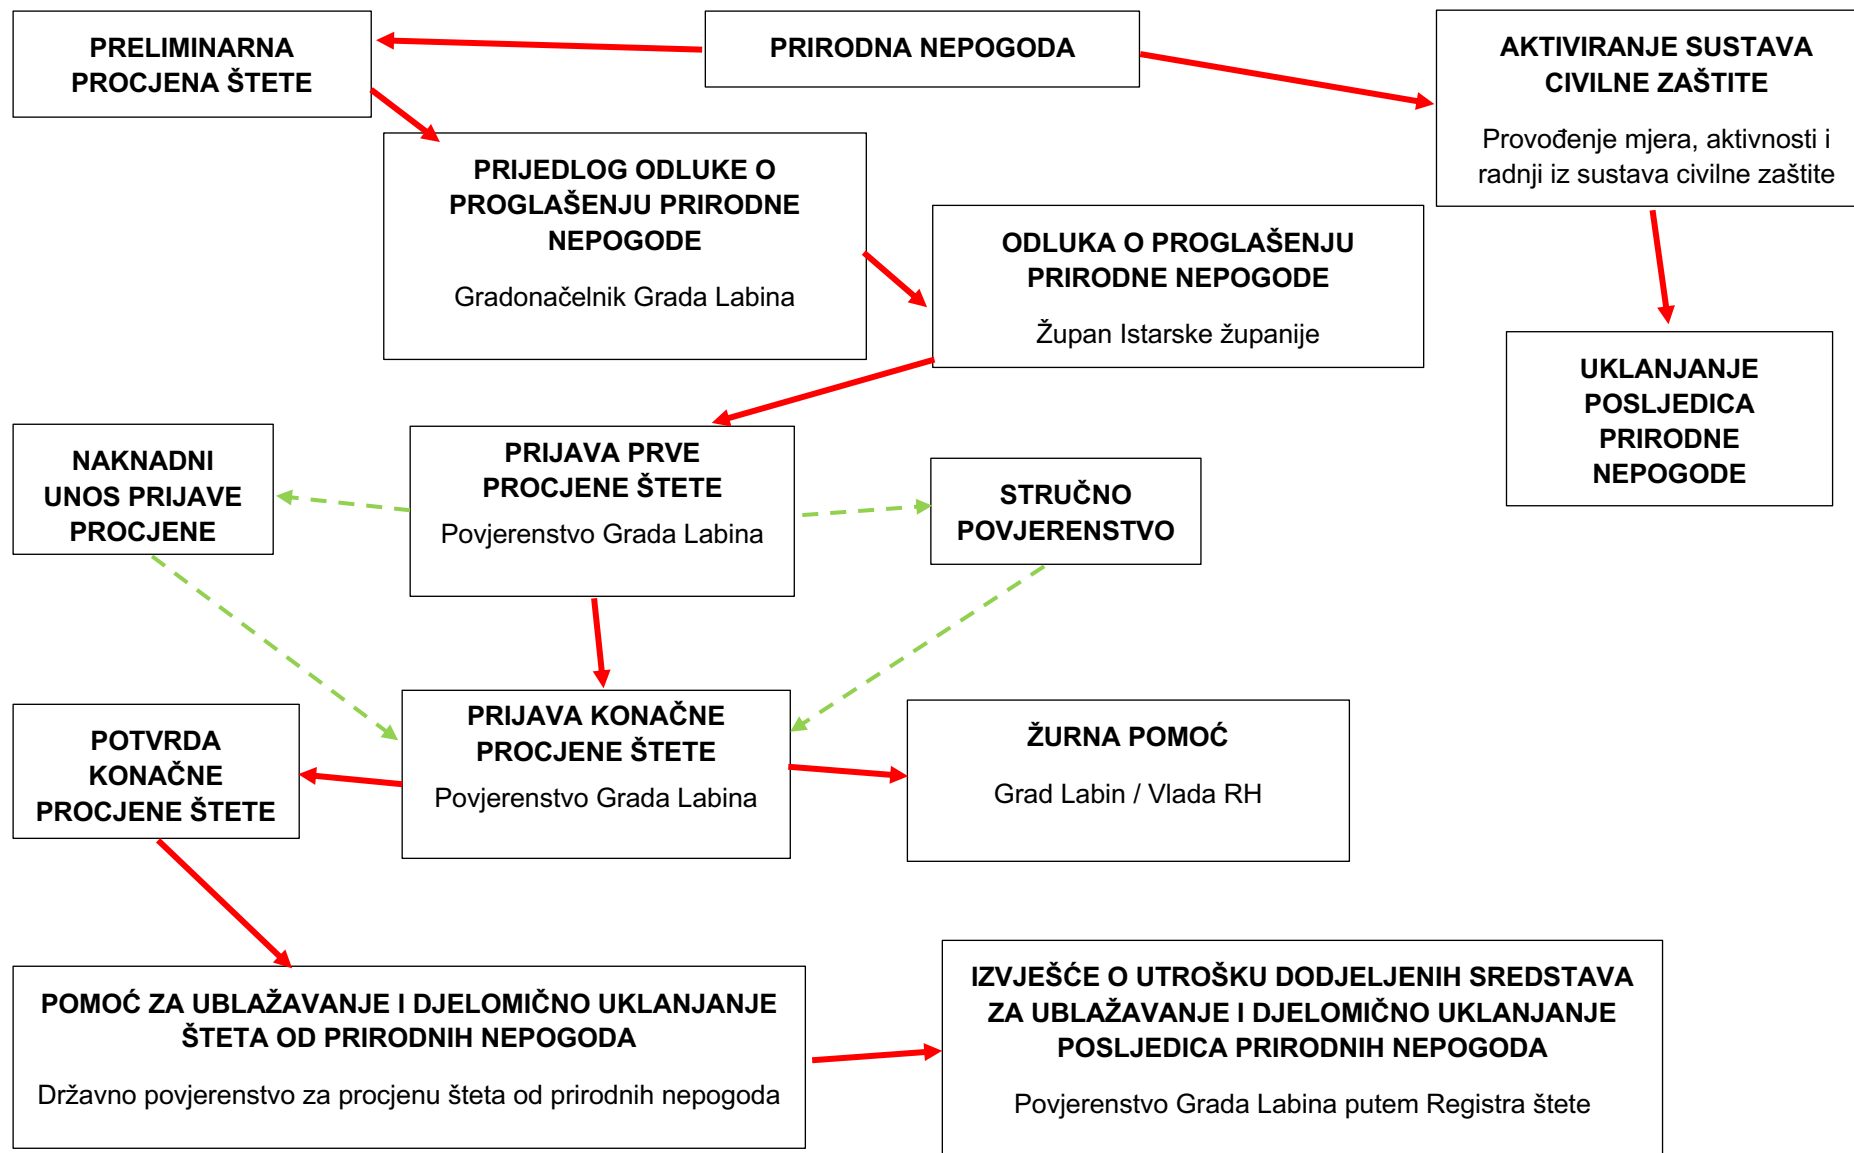 PRELIMINARNA
PROCJENA ŠTETE
PRIRODNA NEPOGODA
AKTIVIRANJE SUSTAVA
CIVILNE ZAŠTITE
Provođenje mjera, aktivnosti i
radnji iz sustava civilne zaštite
PRIJEDLOG ODLUKE O
PROGLAŠENJU PRIRODNE
NEPOGODE
Gradonačelnik Grada Labina
ODLUKA O PROGLAŠENJU
PRIRODNE NEPOGODE
Župan Istarske županije
UKLANJANJE
POSLJEDICA
PRIRODNE
NEPOGODE
NAKNADNI
UNOS PRIJAVE
PROCJENE
PRIJAVA PRVE
PROCJENE ŠTETE
Povjerenstvo Grada Labina
STRUČNO
POVJERENSTVO
POTVRDA
KONAČNE
PROCJENE ŠTETE
PRIJAVA KONAČNE
PROCJENE ŠTETE
Povjerenstvo Grada Labina
ŽURNA POMOĆ
Grad Labin / Vlada RH
POMOĆ ZA UBLAŽAVANJE I DJELOMIČNO UKLANJANJE
ŠTETA OD PRIRODNIH NEPOGODA
Državno povjerenstvo za procjenu šteta od prirodnih nepogoda
IZVJEŠĆE O UTROŠKU DODJELJENIH SREDSTAVA
ZA UBLAŽAVANJE I DJELOMIČNO UKLANJANJE
POSLJEDICA PRIRODNIH NEPOGODA
Povjerenstvo Grada Labina putem Registra štete